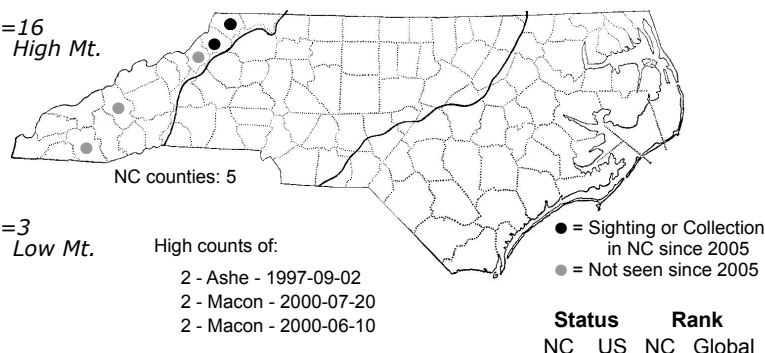 =16
High Mt.
NC counties: 5
=3
Low Mt.
High counts of:
2 - Ashe - 1997-09-02
2 - Macon - 2000-07-20
2 - Macon - 2000-06-10
● = Sighting or Collection
in NC since 2005
● = Not seen since 2005
Status Rank
NC US NC Global